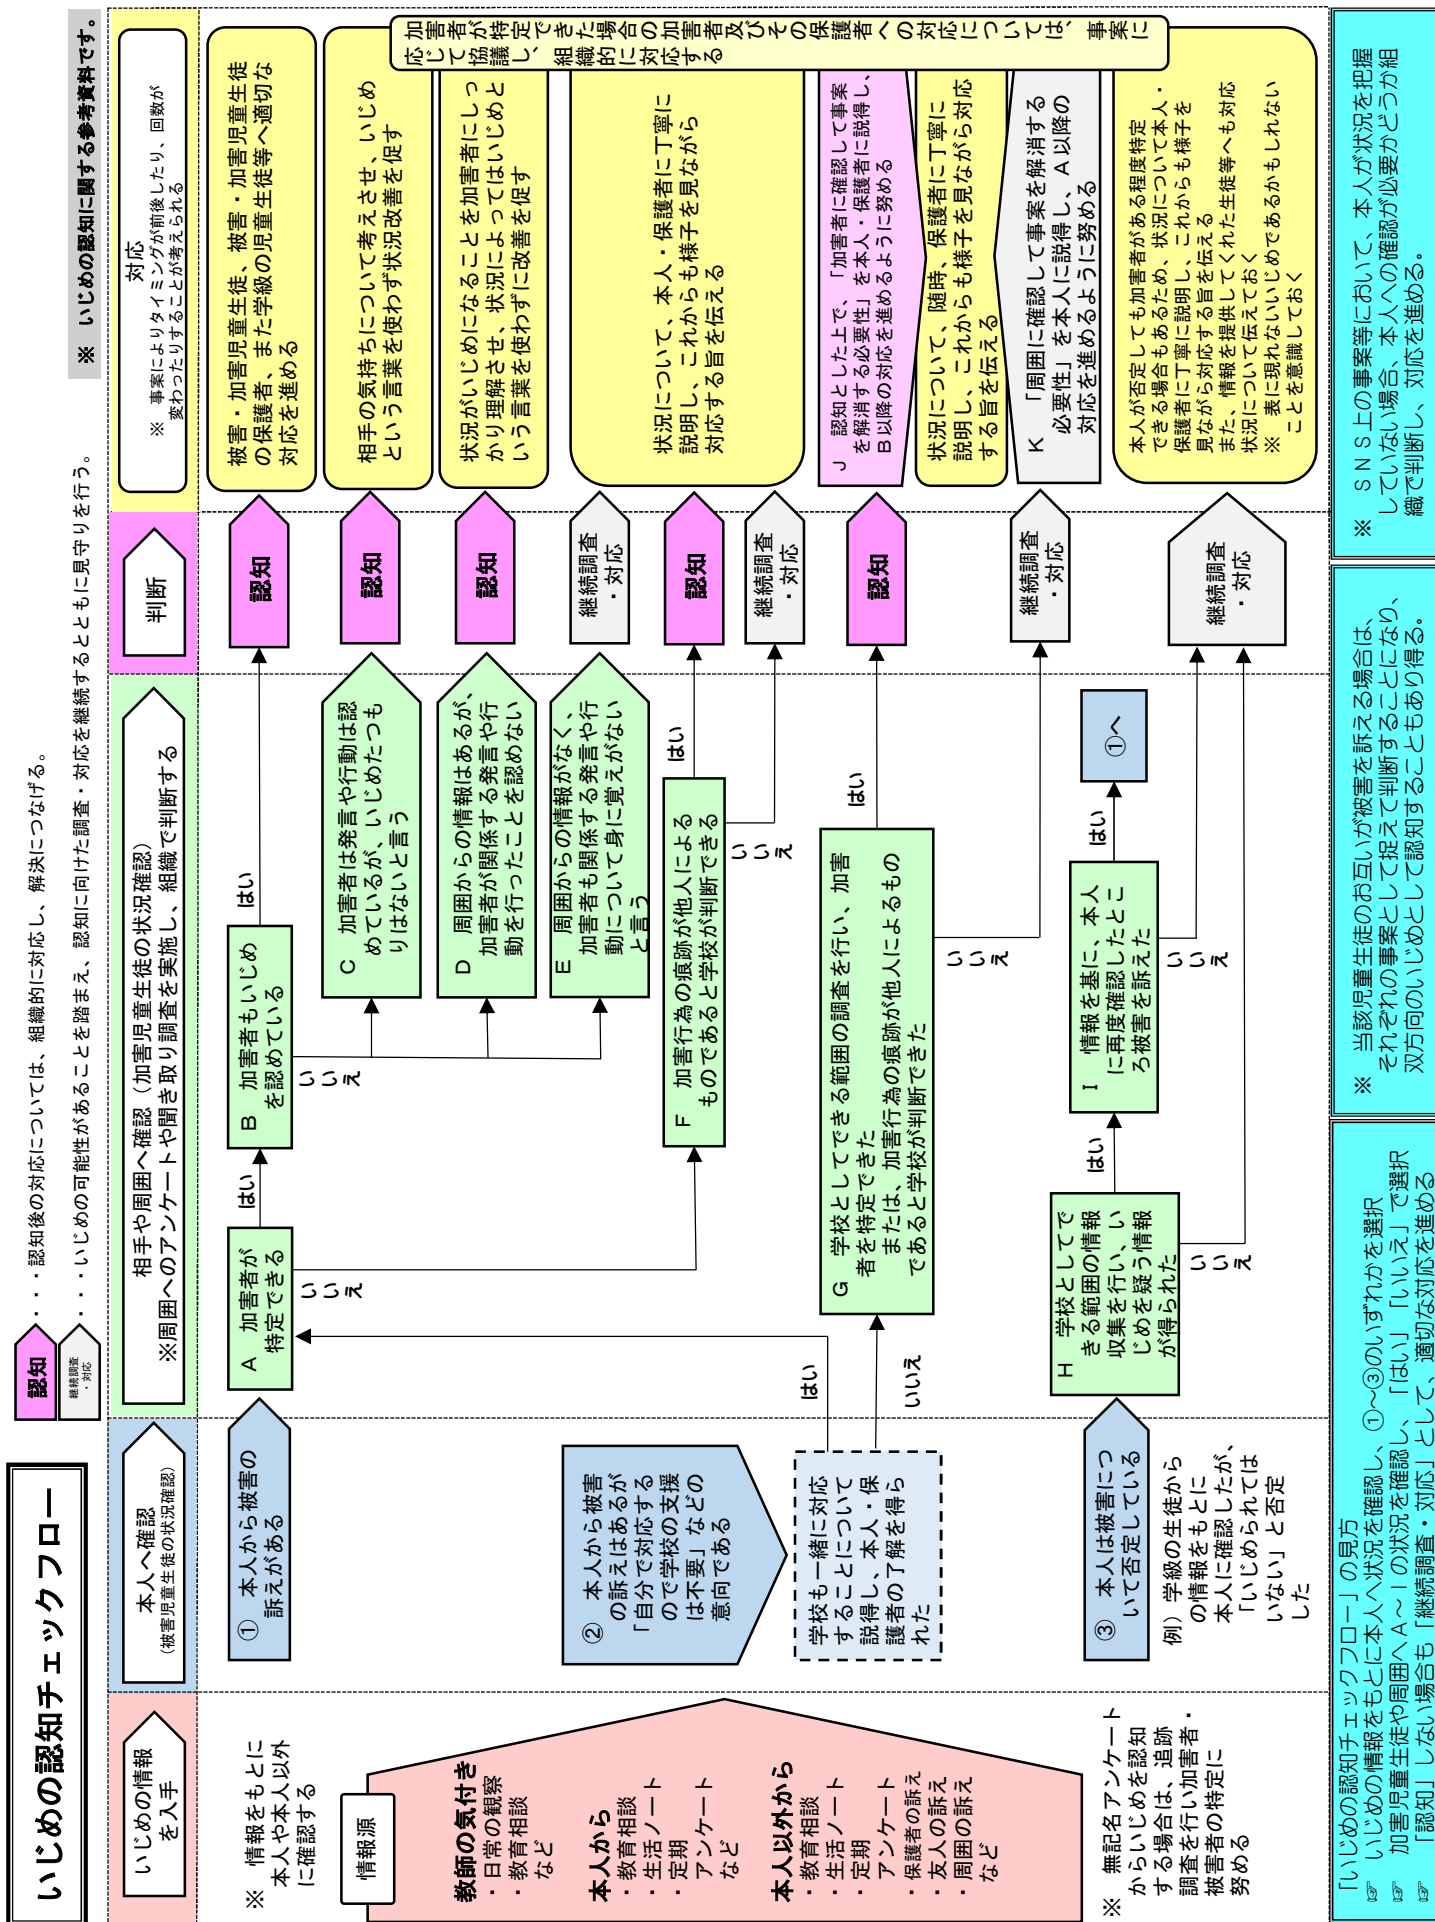 いじめの認知チェックフロー
認知
・・・認知後の対応については、組織的に対応し、解決につなげる。
継続調査
・対応
・・・いじめの可能性があることを踏まえ、認知に向けた調査・対応を継続するとともに見守りを行う。
※　いじめの認知に関する参考資料です。
いじめの情報
を入手
本人へ確認
（被害児童生徒の状況確認）
相手や周囲へ確認（加害児童生徒の状況確認）
※周囲へのアンケートや聞き取り調査を実施し、組織で判断する
判断
対応
※　事案によりタイミングが前後したり、回数が
変わったりすることが考えられる
※　情報をもとに
本人や本人以外
に確認する
情報源
教師の気付き
・日常の観察
・教育相談
など
本人から
・教育相談
・生活ノート
・定期
アンケート
など
本人以外から
・教育相談
・生活ノート
・定期
アンケート
・保護者の訴え
・友人の訴え
・周囲の訴え
など
※　無記名アンケート
からいじめを認知
する場合は、追跡
調査を行い加害者・
被害者の特定に
努める
①　本人から被害の
訴えがある
②　本人から被害
の訴えはあるが
「自分で対応する
ので学校の支援
は不要」などの
意向である
学校も一緒に対応
することについて
説得し、本人・保
護者の了解を得ら
れた
③　本人は被害につ
いて否定している
例）学級の生徒から
の情報をもとに
本人に確認したが、
「いじめられては
いない」と否定
した
はい
いいえ
A　加害者が
特定できる
はい
いいえ
B　加害者もいじめ
を認めている
はい
いいえ
C　加害者は発言や行動は認
めているが、いじめたつも
りはないと言う
D　周囲からの情報はあるが、
加害者が関係する発言や行
動を行ったことを認めない
E　周囲からの情報がなく、
加害者も関係する発言や行
動について身に覚えがない
と言う
F　加害行為の痕跡が他人による
ものであると学校が判断できる
はい
いいえ
G　学校としてできる範囲の調査を行い、加害
者を特定できた
または、加害行為の痕跡が他人によるもの
であると学校が判断できた
はい
いいえ
H　学校としてで
きる範囲の情報
収集を行い、い
じめを疑う情報
が得られた
はい
いいえ
I　情報を基に、本人
に再度確認したとこ
ろ被害を訴えた
はい
いいえ
①へ
認知
認知
認知
継続調査
・対応
認知
継続調査
・対応
認知
継続調査
・対応
継続調査
・対応
被害・加害児童生徒、被害・加害児童生徒
の保護者、また学級の児童生徒等へ適切な
対応を進める
相手の気持ちについて考えさせ、いじめ
という言葉を使わず状況改善を促す
状況がいじめになることを加害者にしっ
かり理解させ、状況によってはいじめと
いう言葉を使わずに改善を促す
状況について、本人・保護者に丁寧に
説明し、これからも様子を見ながら
対応する旨を伝える
J　認知とした上で、「加害者に確認して事案
を解消する必要性」を本人・保護者に説得し、
B以降の対応を進めるように努める
状況について、随時、保護者に丁寧に
説明し、これからも様子を見ながら対応
する旨を伝える
K　「周囲に確認して事案を解消する
必要性」を本人に説得し、A以降の
対応を進めるように努める
本人が否定しても加害者がある程度特定
できる場合もあるため、状況について本人・
保護者に丁寧に説明し、これからも様子を
見ながら対応する旨を伝える
また、情報を提供してくれた生徒等へも対応
状況について伝えておく
※　表に現れないいじめであるかもしれない
ことを意識しておく
加害者が特定できた場合の加害者及びその保護者への対応については、事案に
応じて協議し、組織的に対応する
「いじめの認知チェックフロー」の見方
☞　いじめの情報をもとに本人へ状況を確認し、①～③のいずれかを選択
☞　加害児童生徒や周囲へA～Iの状況を確認し、「はい」「いいえ」で選択
☞　「認知」しない場合も「継続調査・対応」として、適切な対応を進める
※　当該児童生徒のお互いが被害を訴える場合は、
それぞれの事案として捉えて判断することになり、
双方向のいじめとして認知することもあり得る。
※　SNS上の事案等において、本人が状況を把握
していない場合、本人への確認が必要かどうか組
織で判断し、対応を進める。